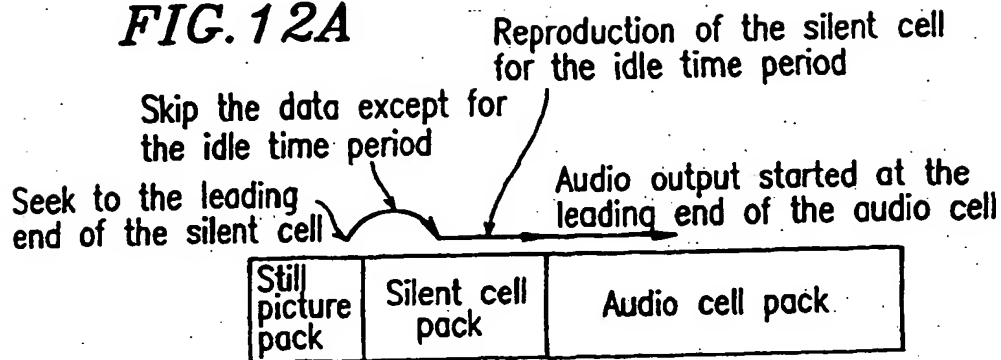 FIG. 12A
Reproduction of the silent cell
for the idle time period
Skip the data except for
the idle time period
Audio output started at the
leading end of the audio cell
Seek to the leading
end of the silent cell
Still
picture
pack
Silent cell
pack
Audio cell pack